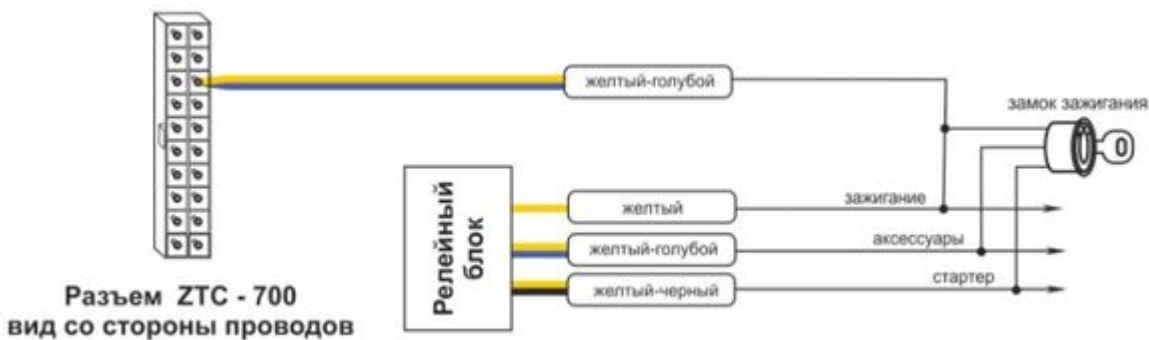 желтый-голубой
замок зажигания
Релейный
блок
желтый
зажигание
желтый-голубой
аксессуары
желтый-черный
стартер
Разъем ZTC - 700
вид со стороны проводов